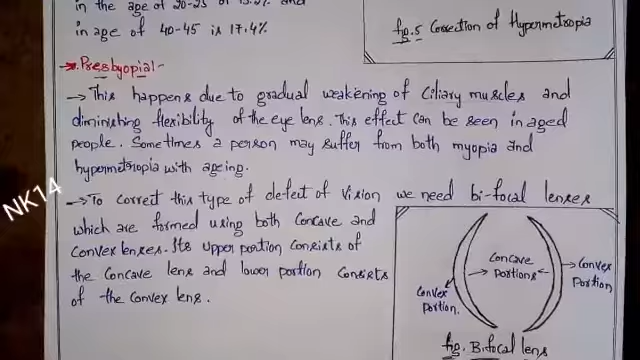 in the age of 20-25 is 15.2% and
in age of 40-45 is 17.4%
fig.5 Correction of Hypermetropia
Presbyopial-
→ This happens due to gradual weakening of ciliary muscles and
diminishing flexibility of the eye lens. This effect can be seen in aged
people. Sometimes a person may suffer from both myopia and
hypermetropia with ageing.
→ To correct this type of defect of vision we need bi-focal lenses
which are formed using both Concave and
Convex lenses. Its upper portion consists of
the Concave lens and lower portion consists
of the convex lens.
Concave
portions
Convex
Portion
Convex
Portion.
fig. Bifocal lens
NK14